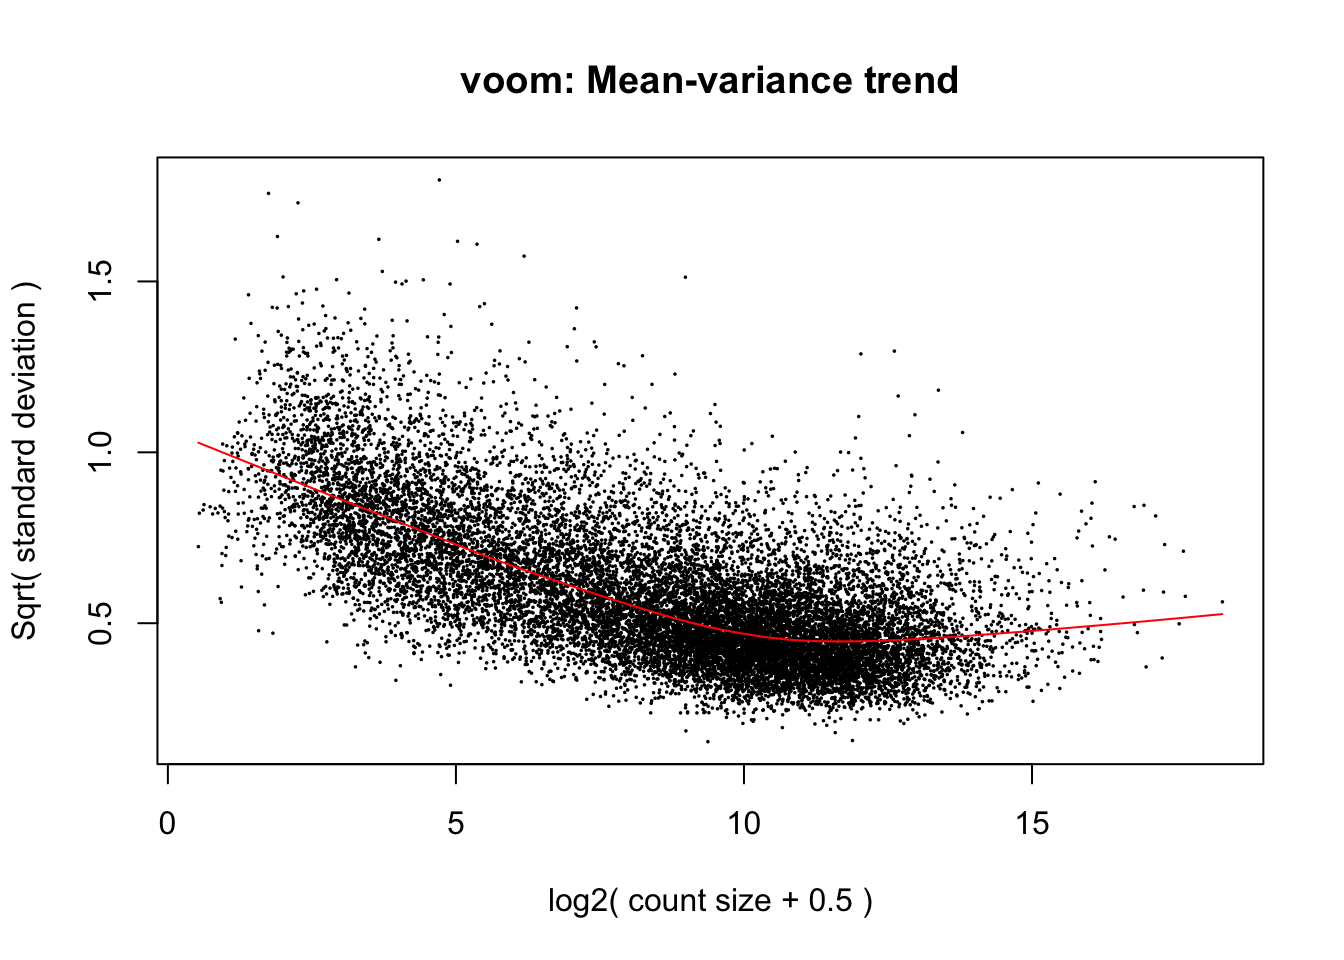 voom: Mean-variance trend
Sqrt( standard deviation )
1.5
1.0
0.5
0 5 10 15
log2( count size + 0.5 )